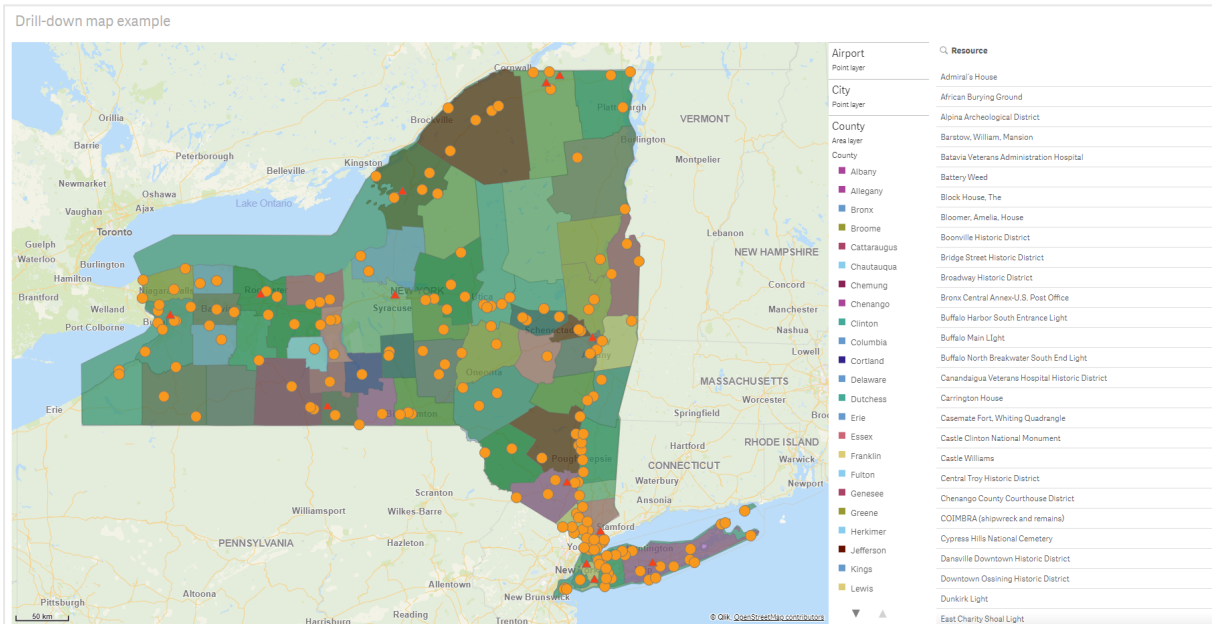 Drill-down map example
Cornwall
Orillia
Barrie
Peterborough
Belleville
Kingston
Brockville
Plattsburgh
Burlington
VERMONT
Montpelier
Newmarket
Oshawa
Vaughan
Ajax
Toronto
Lake Ontario
Lebanon
NEW HAMPSHIRE
Guelph
Waterloo
Burlington
Hamilton
Brantford
Niagara Falls
Welland
Port Colborne
Rochester
NEW YORK
Syracuse
Utica
Schenectady
Concord
Manchester
Nashua
Lowell
Erie
Oneonta
Binghamton
MASSACHUSETTS
Worcester
Springfield
Poughkeepsie
Hartford
RHODE ISLAND
CONNECTICUT
Warwick
Waterbury
Newport
Ansonia
Scranton
Williamsport
Wilkes-Barre
Stamford
PENNSYLVANIA
Hazleton
Allentown
New Brunswick
Altoona
Pittsburgh
Reading
Harrisburg
Trenton
50 km
© Qlik, OpenStreetMap contributors
Airport
Point layer
City
Point layer
County
Area layer
County
Albany
Allegany
Bronx
Broome
Cattaraugus
Chautauqua
Chemung
Chenango
Clinton
Columbia
Cortland
Delaware
Dutchess
Erie
Essex
Franklin
Fulton
Genesee
Greene
Herkimer
Jefferson
Kings
Lewis
Resource
Admiral's House
African Burying Ground
Alpina Archeological District
Barstow, William, Mansion
Batavia Veterans Administration Hospital
Battery Weed
Block House, The
Bloomer, Amelia, House
Boonville Historic District
Bridge Street Historic District
Broadway Historic District
Bronx Central Annex-U.S. Post Office
Buffalo Harbor South Entrance Light
Buffalo Main LIght
Buffalo North Breakwater South End Light
Canandaigua Veterans Hospital Historic District
Carrington House
Casemate Fort, Whiting Quadrangle
Castle Clinton National Monument
Castle Williams
Central Troy Historic District
Chenango County Courthouse District
COIMBRA (shipwreck and remains)
Cypress Hills National Cemetery
Dansville Downtown Historic District
Downtown Ossining Historic District
Dunkirk Light
East Charity Shoal Light